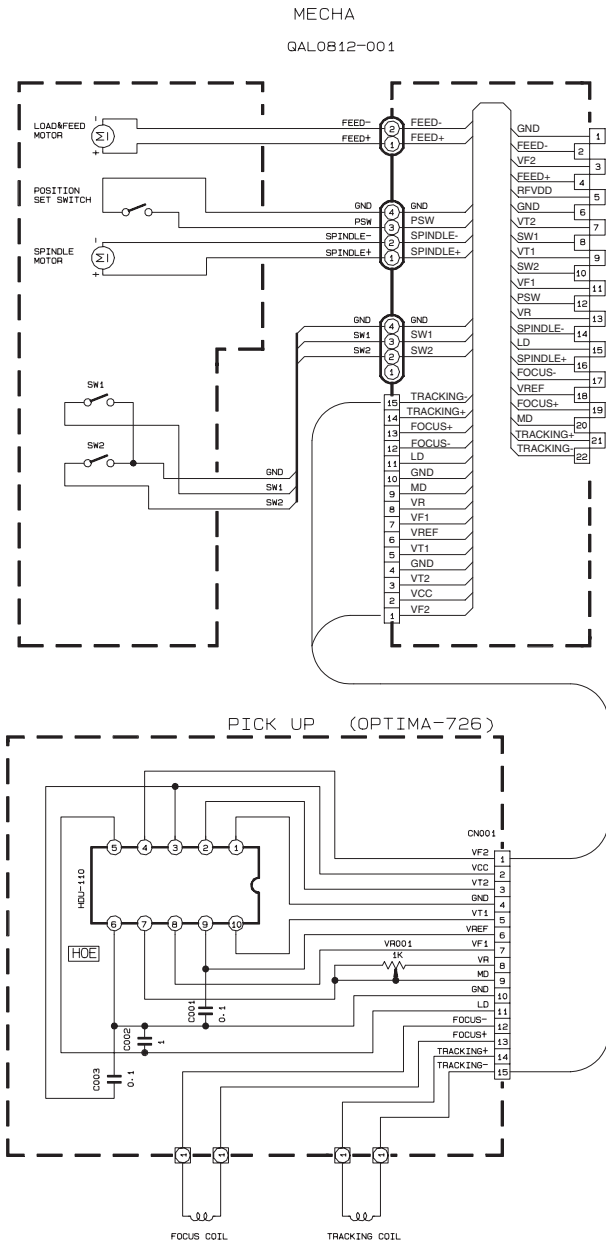 MECHA
QAL0812-001
LOAD&FEED
MOTOR
-
M
+
POSITION
SET SWITCH
SPINDLE
MOTOR
-
M
+
SW1
SW2
GND
SW1
SW2
FEED- 2 FEED-
FEED+ 1 FEED+
GND 4 GND
PSW 3 PSW
SPINDLE- 2 SPINDLE-
SPINDLE+ 1 SPINDLE+
GND 4 GND
SW1 3 SW1
SW2 2 SW2
1
15 TRACKING-
14 TRACKING+
13 FOCUS+
12 FOCUS-
11 LD
10 GND
9 MD
8 VR
7 VF1
6 VREF
5 VT1
4 GND
3 VT2
2 VCC
1 VF2
GND 1
FEED- 2
VF2 3
FEED+ 4
RFVDD 5
GND 6
VT2 7
SW1 8
VT1 9
SW2 10
VF1 11
PSW 12
VR 13
SPINDLE- 14
LD 15
SPINDLE+ 16
FOCUS- 17
VREF 18
FOCUS+ 19
MD 20
TRACKING+ 21
TRACKING- 22
PICK UP (OPTIMA-726)
CN001
VF2 1
VCC 2
VT2 3
GND 4
VT1 5
VREF 6
VF1 7
VR 8
MD 9
GND 10
LD 11
FOCUS- 12
FOCUS+ 13
TRACKING+ 14
TRACKING- 15
5 4 3 2 1
HDU-110
6 7 8 9 10
HOE
VR001
1K
C001
0.1
C002
1
C003
0.1
1 1 1 1
FOCUS COIL
TRACKING COIL